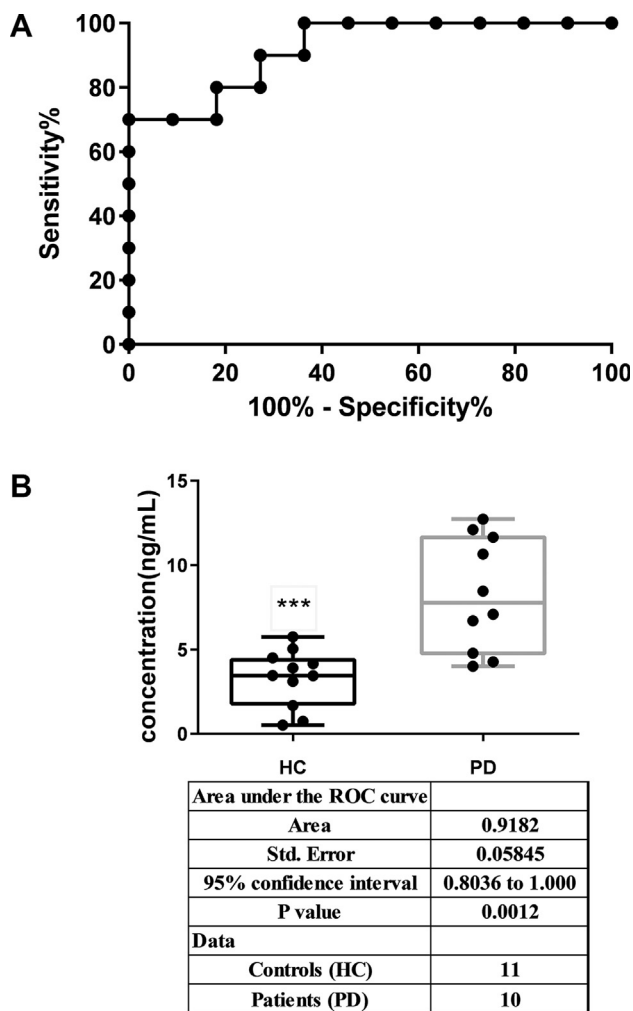 A
100
80
60
40
20
0
Sensitivity%
0 20 40 60 80 100
100% - Specificity%
B
15
10
5
0
concentration(ng/mL)
***
HC PD
Area under the ROC curve
Area 0.9182
Std. Error 0.05845
95% confidence interval 0.8036 to 1.000
P value 0.0012
Data
Controls (HC) 11
Patients (PD) 10